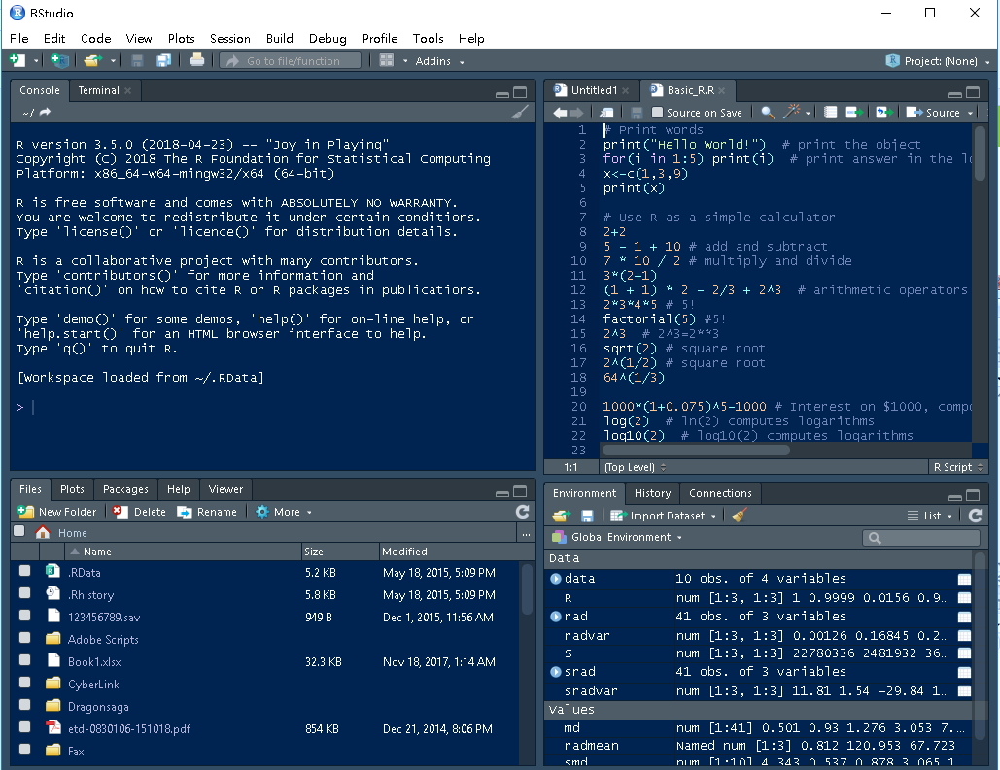 RStudio
File Edit Code View Plots Session Build Debug Profile Tools Help
Go to file/function Addins Project: (None)
Console Terminal
~/
R version 3.5.0 (2018-04-23) -- "Joy in Playing"
Copyright (C) 2018 The R Foundation for Statistical Computing
Platform: x86_64-w64-mingw32/x64 (64-bit)
R is free software and comes with ABSOLUTELY NO WARRANTY.
You are welcome to redistribute it under certain conditions.
Type 'license()' or 'licence()' for distribution details.
R is a collaborative project with many contributors.
Type 'contributors()' for more information and
'citation()' on how to cite R or R packages in publications.
Type 'demo()' for some demos, 'help()' for on-line help, or
'help.start()' for an HTML browser interface to help.
Type 'q()' to quit R.
[Workspace loaded from ~/.RData]
>
Untitled1 Basic_R.R
Source on Save Source
1 # Print words
2 print("Hello World!") # print the object
3 for(i in 1:5) print(i) # print answer in the lo
4 x<-c(1,3,9)
5 print(x)
6
7 # Use R as a simple calculator
8 2+2
9 5 - 1 + 10 # add and subtract
10 7 * 10 / 2 # multiply and divide
11 3*(2+1)
12 (1 + 1) * 2 - 2/3 + 2^3 # arithmetic operators
13 2*3*4*5 # 5!
14 factorial(5) #5!
15 2^3 # 2^3=2**3
16 sqrt(2) # square root
17 2^(1/2) # square root
18 64^(1/3)
19
20 1000*(1+0.075)^5-1000 # Interest on $1000, compo
21 log(2) # ln(2) computes logarithms
22 log10(2) # log10(2) computes logarithms
23
1:1 (Top Level) R Script
Files Plots Packages Help Viewer
New Folder Delete Rename More
Home ...
Name Size Modified
.RData 5.2 KB May 18, 2015, 5:09 PM
.Rhistory 5.8 KB May 18, 2015, 5:09 PM
123456789.sav 949 B Dec 1, 2015, 11:56 AM
Adobe Scripts
Book1.xlsx 32.3 KB Nov 18, 2017, 1:14 AM
CyberLink
Dragonsaga
etd-0830106-151018.pdf 854 KB Dec 21, 2014, 8:06 PM
Fax
Environment History Connections
Import Dataset List
Global Environment
Data
data 10 obs. of 4 variables
R num [1:3, 1:3] 1 0.9999 0.0156 0.9...
rad 41 obs. of 3 variables
radvar num [1:3, 1:3] 0.00126 0.16845 0.2...
S num [1:3, 1:3] 22780336 2481932 36...
srad 41 obs. of 3 variables
sradvar num [1:3, 1:3] 11.81 1.54 -29.84 1...
Values
md num [1:41] 0.501 0.93 1.276 3.053 7....
radmean Named num [1:3] 0.812 120.953 67.723
smd num [1:10] 4.343 0.537 0.878 3.065 1